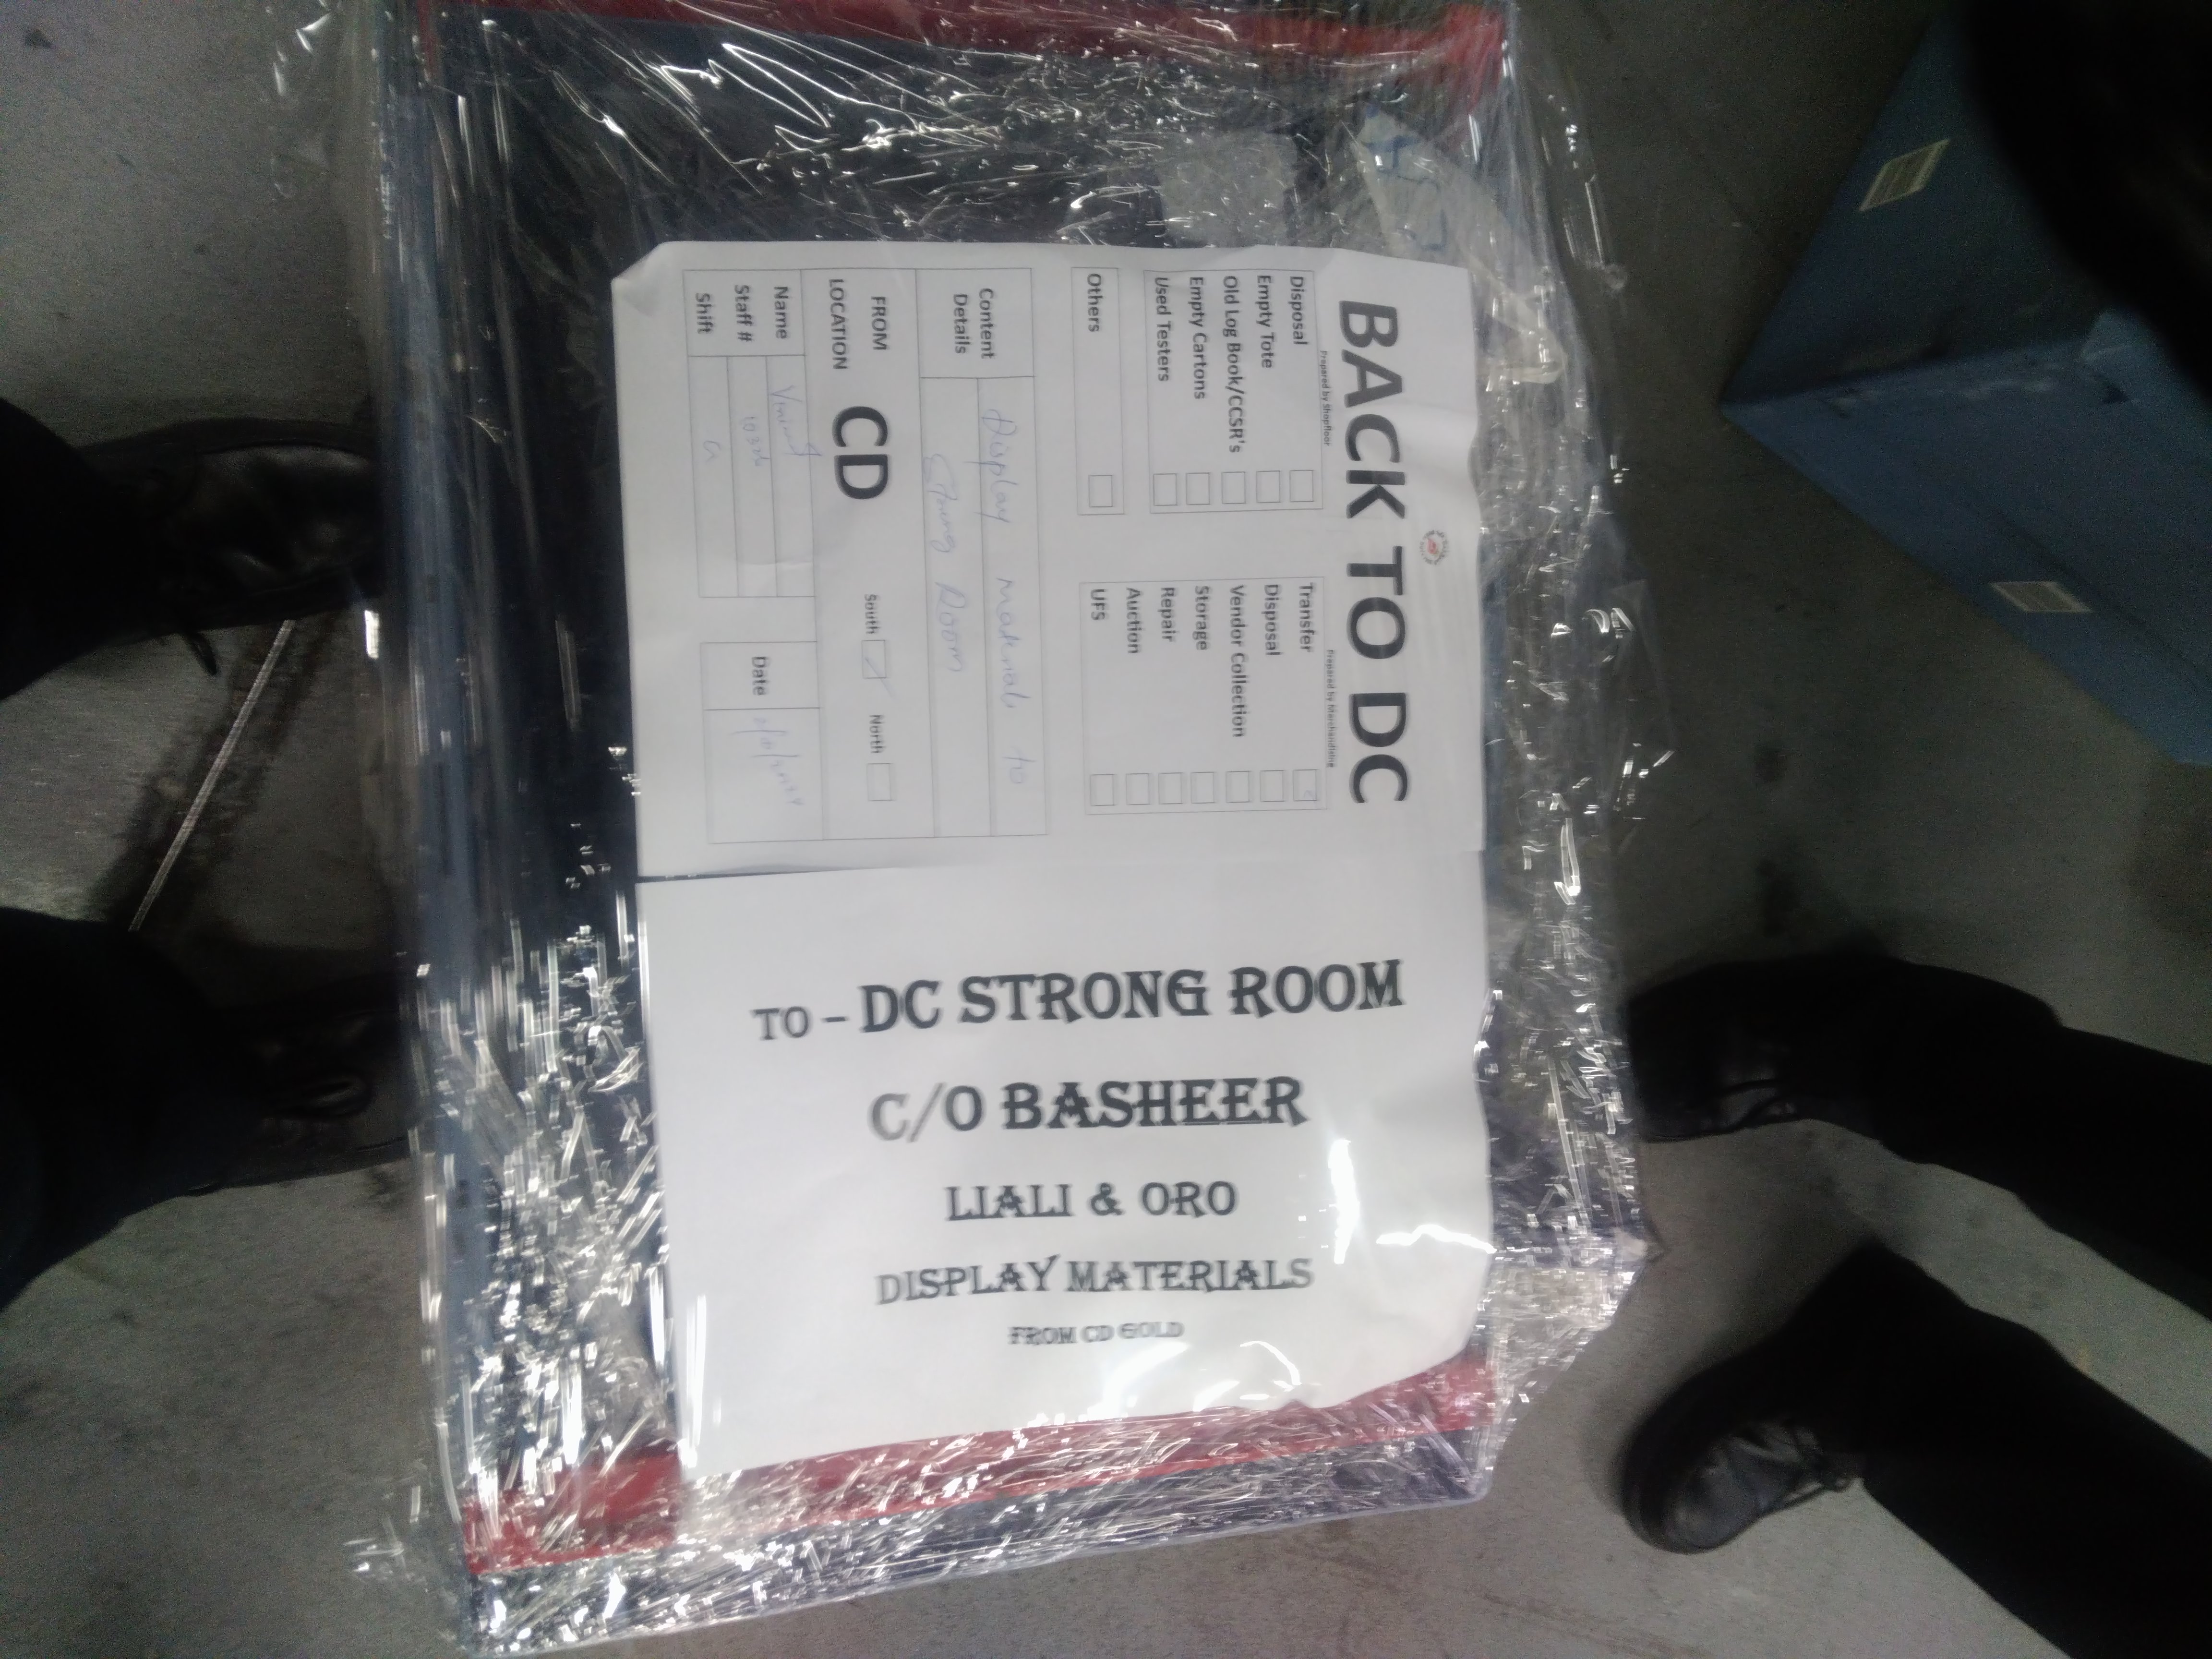 BACK TO DC
Prepared by Shopfloor
Disposal
Empty Tote
Old Log Book/CCSR's
Empty Cartons
Used Testers
Others
Prepared by Merchandising
Transfer
Disposal
Vendor Collection
Storage
Repair
Auction
UFS
Content Details
Display materials to
Strong Room
FROM LOCATION
CD
South
North
Name
Staff #
Shift
Date
TO – DC STRONG ROOM
C/O BASHEER
LIALI & ORO
DISPLAY MATERIALS
FROM CD GOLD